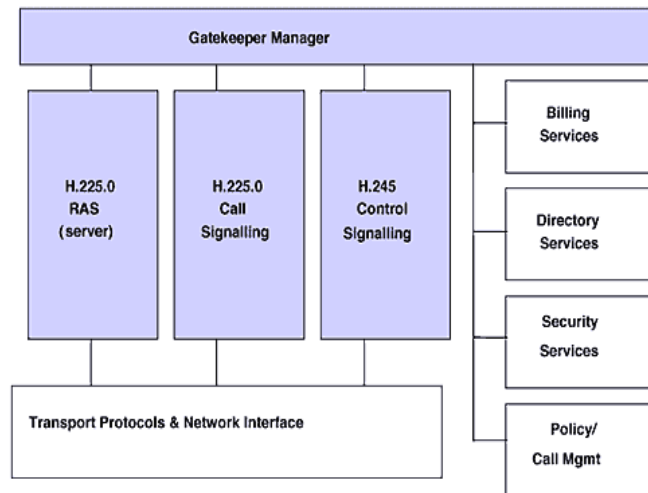 Gatekeeper Manager
H.225.0
RAS
(server)
H.225.0
Call
Signalling
H.245
Control
Signalling
Billing
Services
Directory
Services
Security
Services
Policy/
Call Mgmt
Transport Protocols & Network Interface